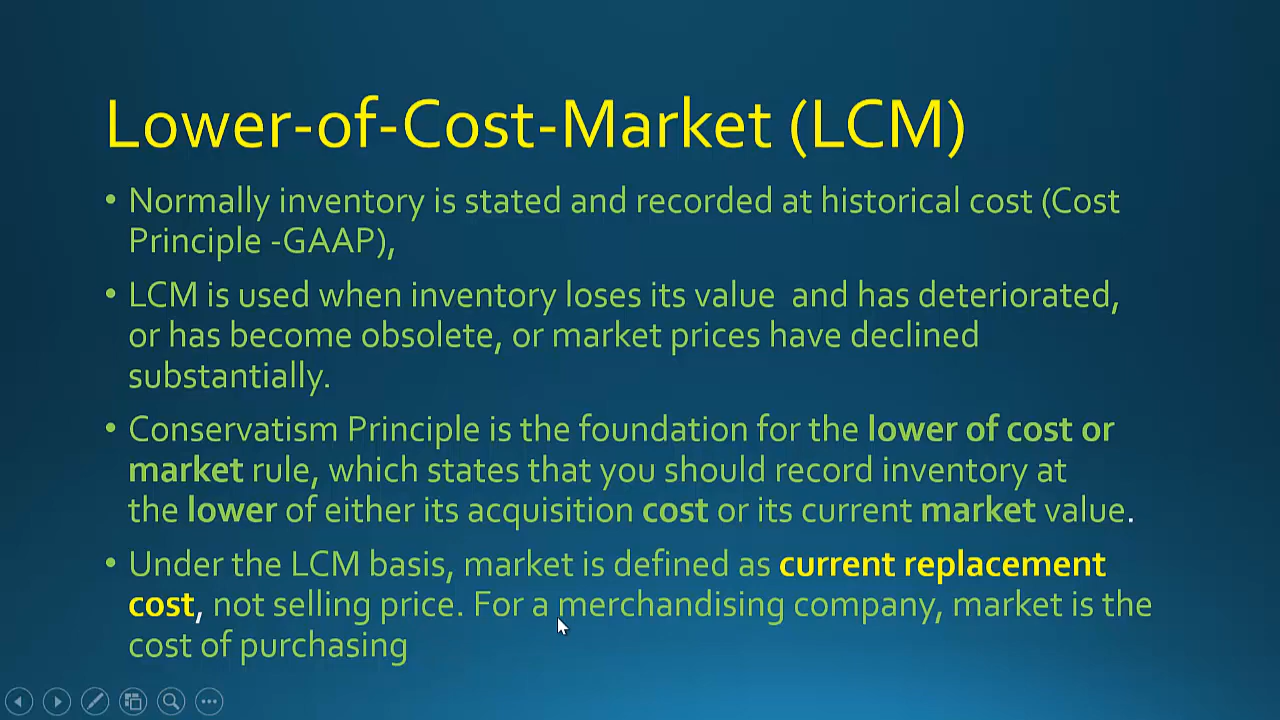 Lower-of-Cost-Market (LCM)
• Normally inventory is stated and recorded at historical cost (Cost
Principle -GAAP),
• LCM is used when inventory loses its value  and has deteriorated,
or has become obsolete, or market prices have declined
substantially.
• Conservatism Principle is the foundation for the lower of cost or
market rule, which states that you should record inventory at
the lower of either its acquisition cost or its current market value.
• Under the LCM basis, market is defined as current replacement
cost, not selling price. For a merchandising company, market is the
cost of purchasing